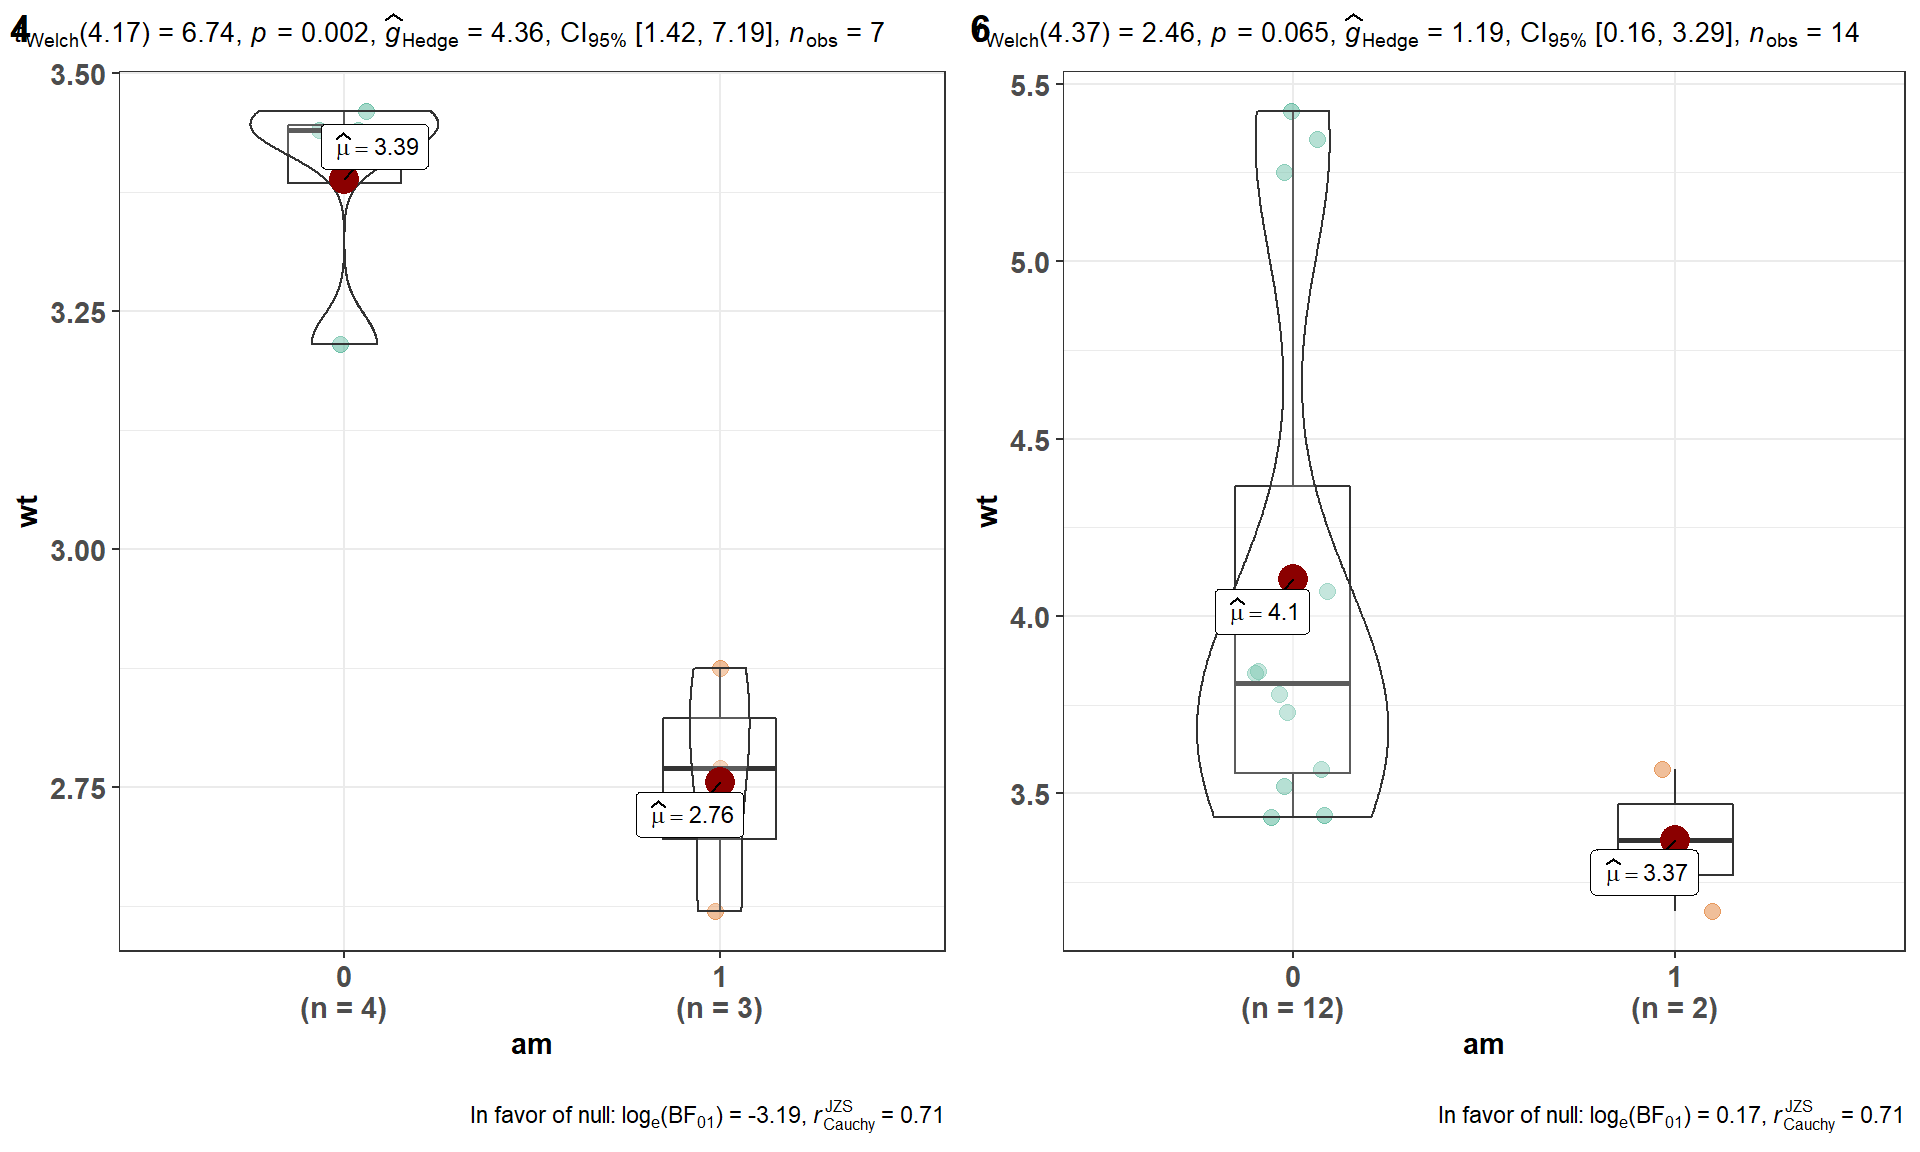 4 Welch(4.17) = 6.74, p = 0.002, ĝHedge = 4.36, CI95% [1.42, 7.19], nobs = 7
3.50
3.25
3.00
2.75
wt
μ̂ = 3.39
μ̂ = 2.76
0
(n = 4)
1
(n = 3)
am
In favor of null: loge(BF01) = -3.19, rCauchyJZS = 0.71
6 Welch(4.37) = 2.46, p = 0.065, ĝHedge = 1.19, CI95% [0.16, 3.29], nobs = 14
5.5
5.0
4.5
4.0
3.5
wt
μ̂ = 4.1
μ̂ = 3.37
0
(n = 12)
1
(n = 2)
am
In favor of null: loge(BF01) = 0.17, rCauchyJZS = 0.71